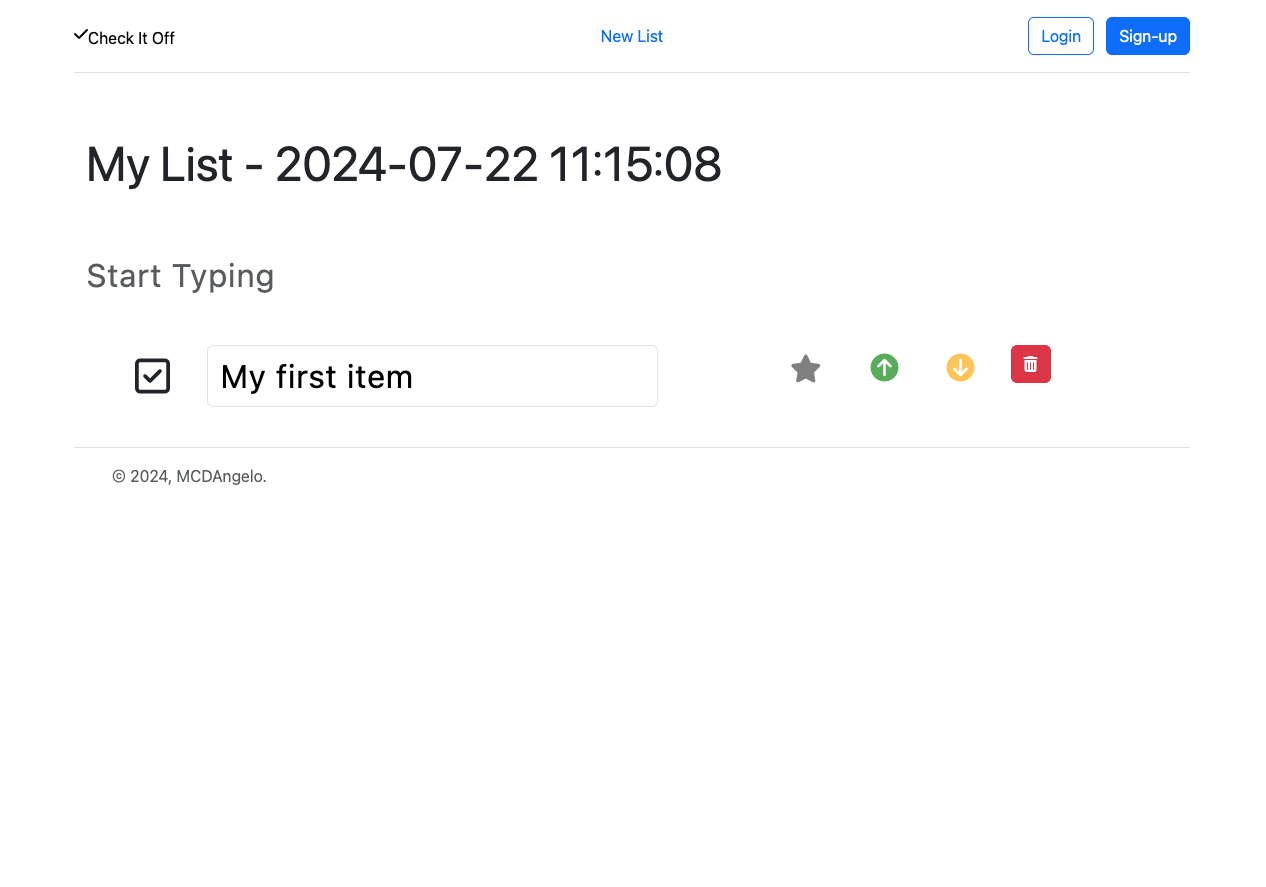 Check It Off
New List
Login
Sign-up
My List - 2024-07-22 11:15:08
Start Typing
My first item
© 2024, MCDAngelo.